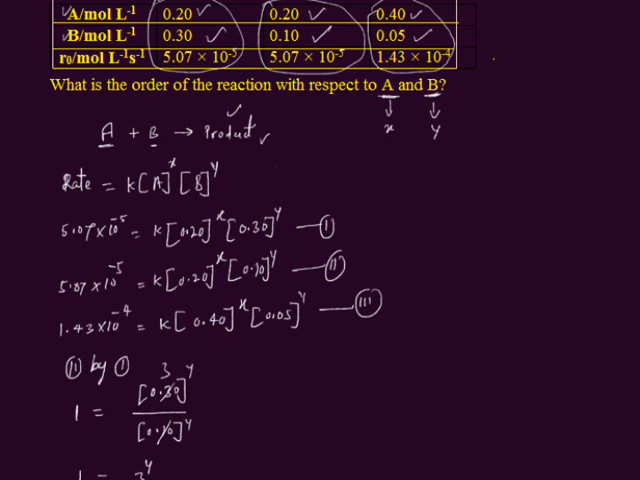 A/mol L-1 0.20 0.20 0.40
B/mol L-1 0.30 0.10 0.05
r0/mol L-1s-1 5.07 × 10-5 5.07 × 10-5 1.43 × 10-4
What is the order of the reaction with respect to A and B?
x y
A + B → Product
Rate = K[A]^x [B]^y
5.07×10^-5 = K[0.20]^x [0.30]^y — (I)
5.07×10^-5 = K[0.20]^x [0.10]^y — (II)
1.43×10^-4 = K[0.40]^x [0.05]^y — (III)
(II) by (I)
3
1 = [0.30]^y
[0.10]^y
1 = 3^y